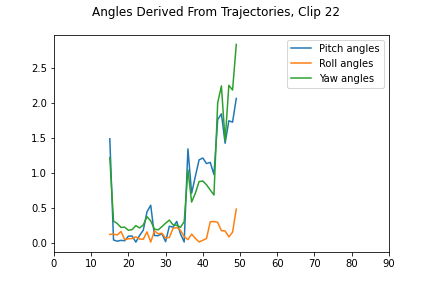 Angles Derived From Trajectories, Clip 22
Pitch angles
Roll angles
Yaw angles
2.5
2.0
1.5
1.0
0.5
0.0
0 10 20 30 40 50 60 70 80 90